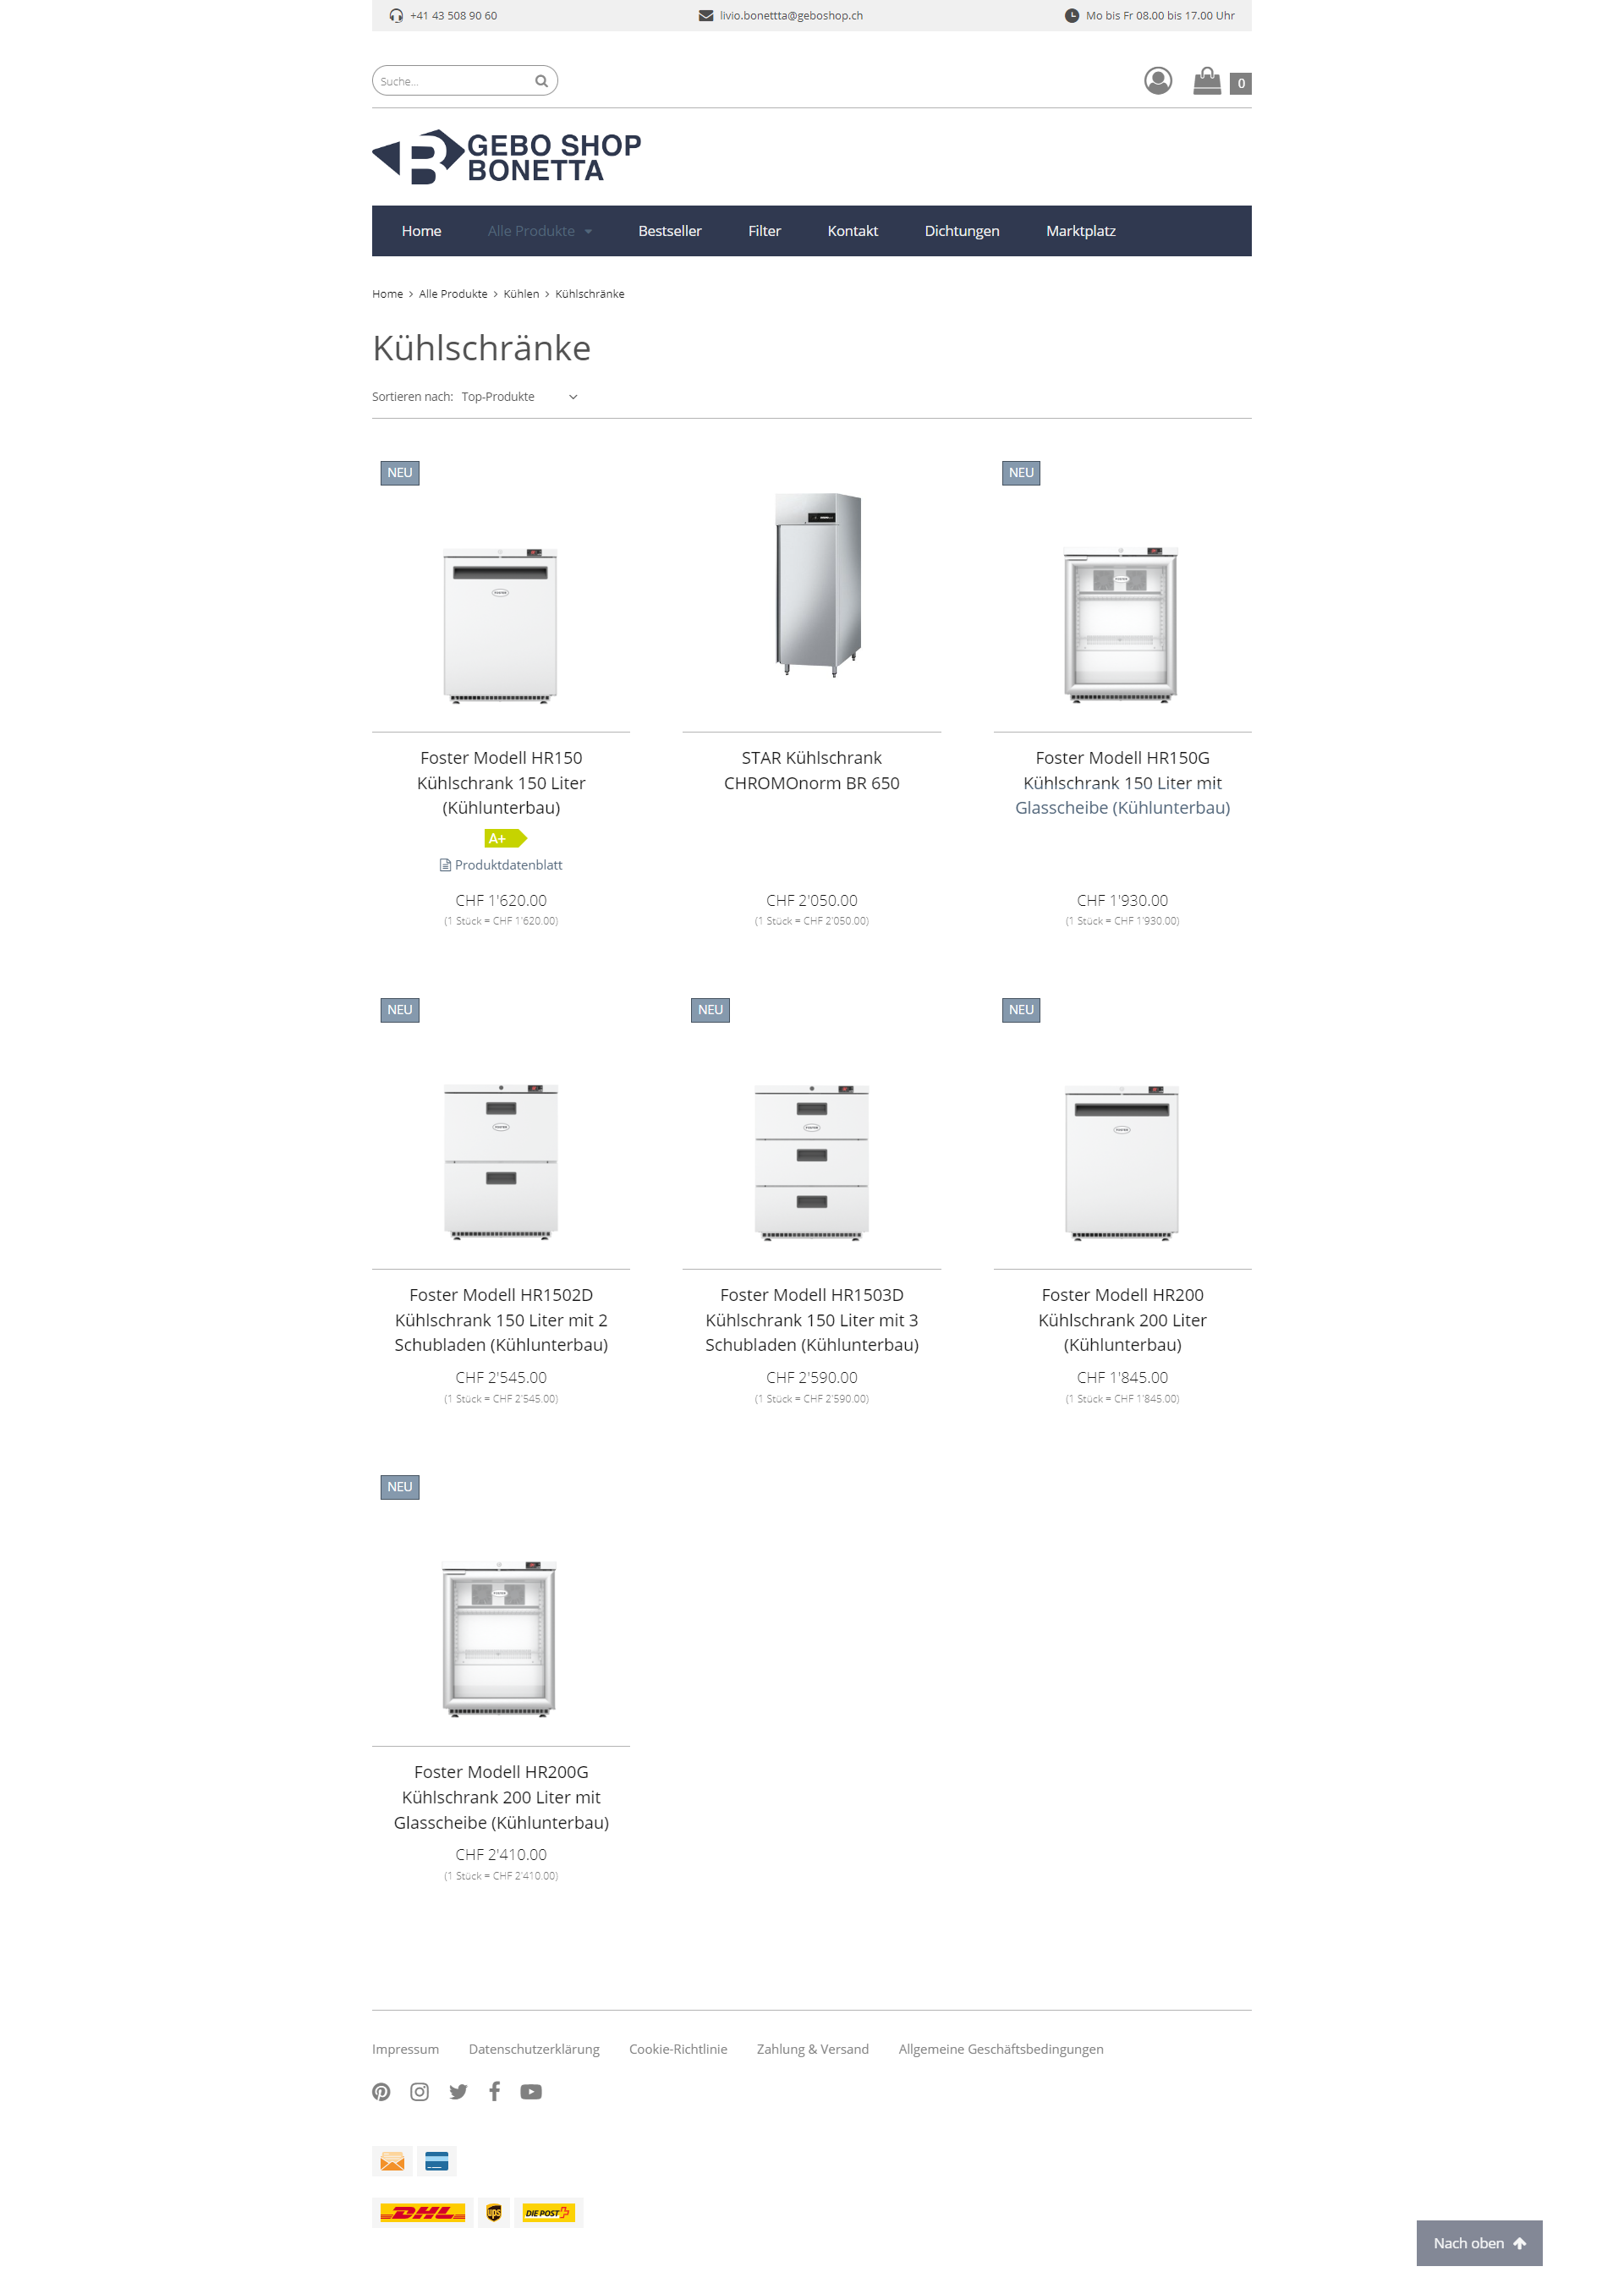 +41 43 508 90 60
livio.bonettta@geboshop.ch
Mo bis Fr 08.00 bis 17.00 Uhr
Suche...
0
GEBO SHOP
BONETTA
Home
Alle Produkte
Bestseller
Filter
Kontakt
Dichtungen
Marktplatz
Home > Alle Produkte > Kühlen > Kühlschränke
Kühlschränke
Sortieren nach: Top-Produkte
NEU
Foster Modell HR150
Kühlschrank 150 Liter
(Kühlunterbau)
A+
Produktdatenblatt
CHF 1'620.00
(1 Stück = CHF 1'620.00)
STAR Kühlschrank
CHROMOnorm BR 650
CHF 2'050.00
(1 Stück = CHF 2'050.00)
NEU
Foster Modell HR150G
Kühlschrank 150 Liter mit
Glasscheibe (Kühlunterbau)
CHF 1'930.00
(1 Stück = CHF 1'930.00)
NEU
Foster Modell HR1502D
Kühlschrank 150 Liter mit 2
Schubladen (Kühlunterbau)
CHF 2'545.00
(1 Stück = CHF 2'545.00)
NEU
Foster Modell HR1503D
Kühlschrank 150 Liter mit 3
Schubladen (Kühlunterbau)
CHF 2'590.00
(1 Stück = CHF 2'590.00)
NEU
Foster Modell HR200
Kühlschrank 200 Liter
(Kühlunterbau)
CHF 1'845.00
(1 Stück = CHF 1'845.00)
NEU
Foster Modell HR200G
Kühlschrank 200 Liter mit
Glasscheibe (Kühlunterbau)
CHF 2'410.00
(1 Stück = CHF 2'410.00)
Impressum
Datenschutzerklärung
Cookie-Richtlinie
Zahlung & Versand
Allgemeine Geschäftsbedingungen
DHL
ups
DIE POST
Nach oben